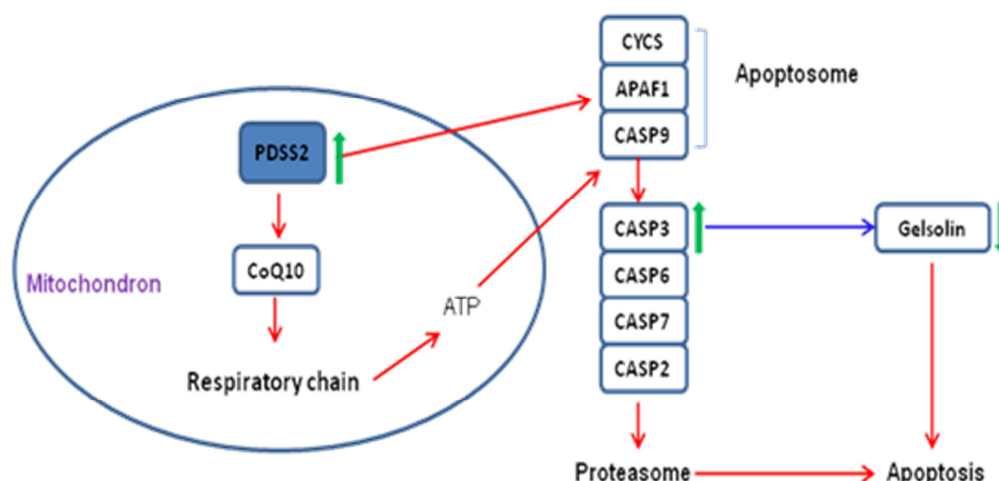 CYCS
APAF1
CASP9
Apoptosome
PDSS2
CoQ10
Mitochondron
ATP
Respiratory chain
CASP3
CASP6
CASP7
CASP2
Gelsolin
Proteasome
Apoptosis